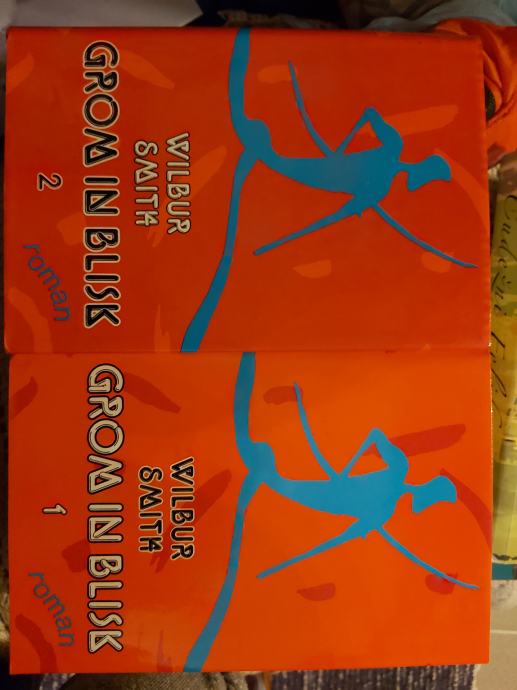 WILBUR
SMITH
GROM IN BLISK
2
roman
WILBUR
SMITH
GROM IN BLISK
1
roman